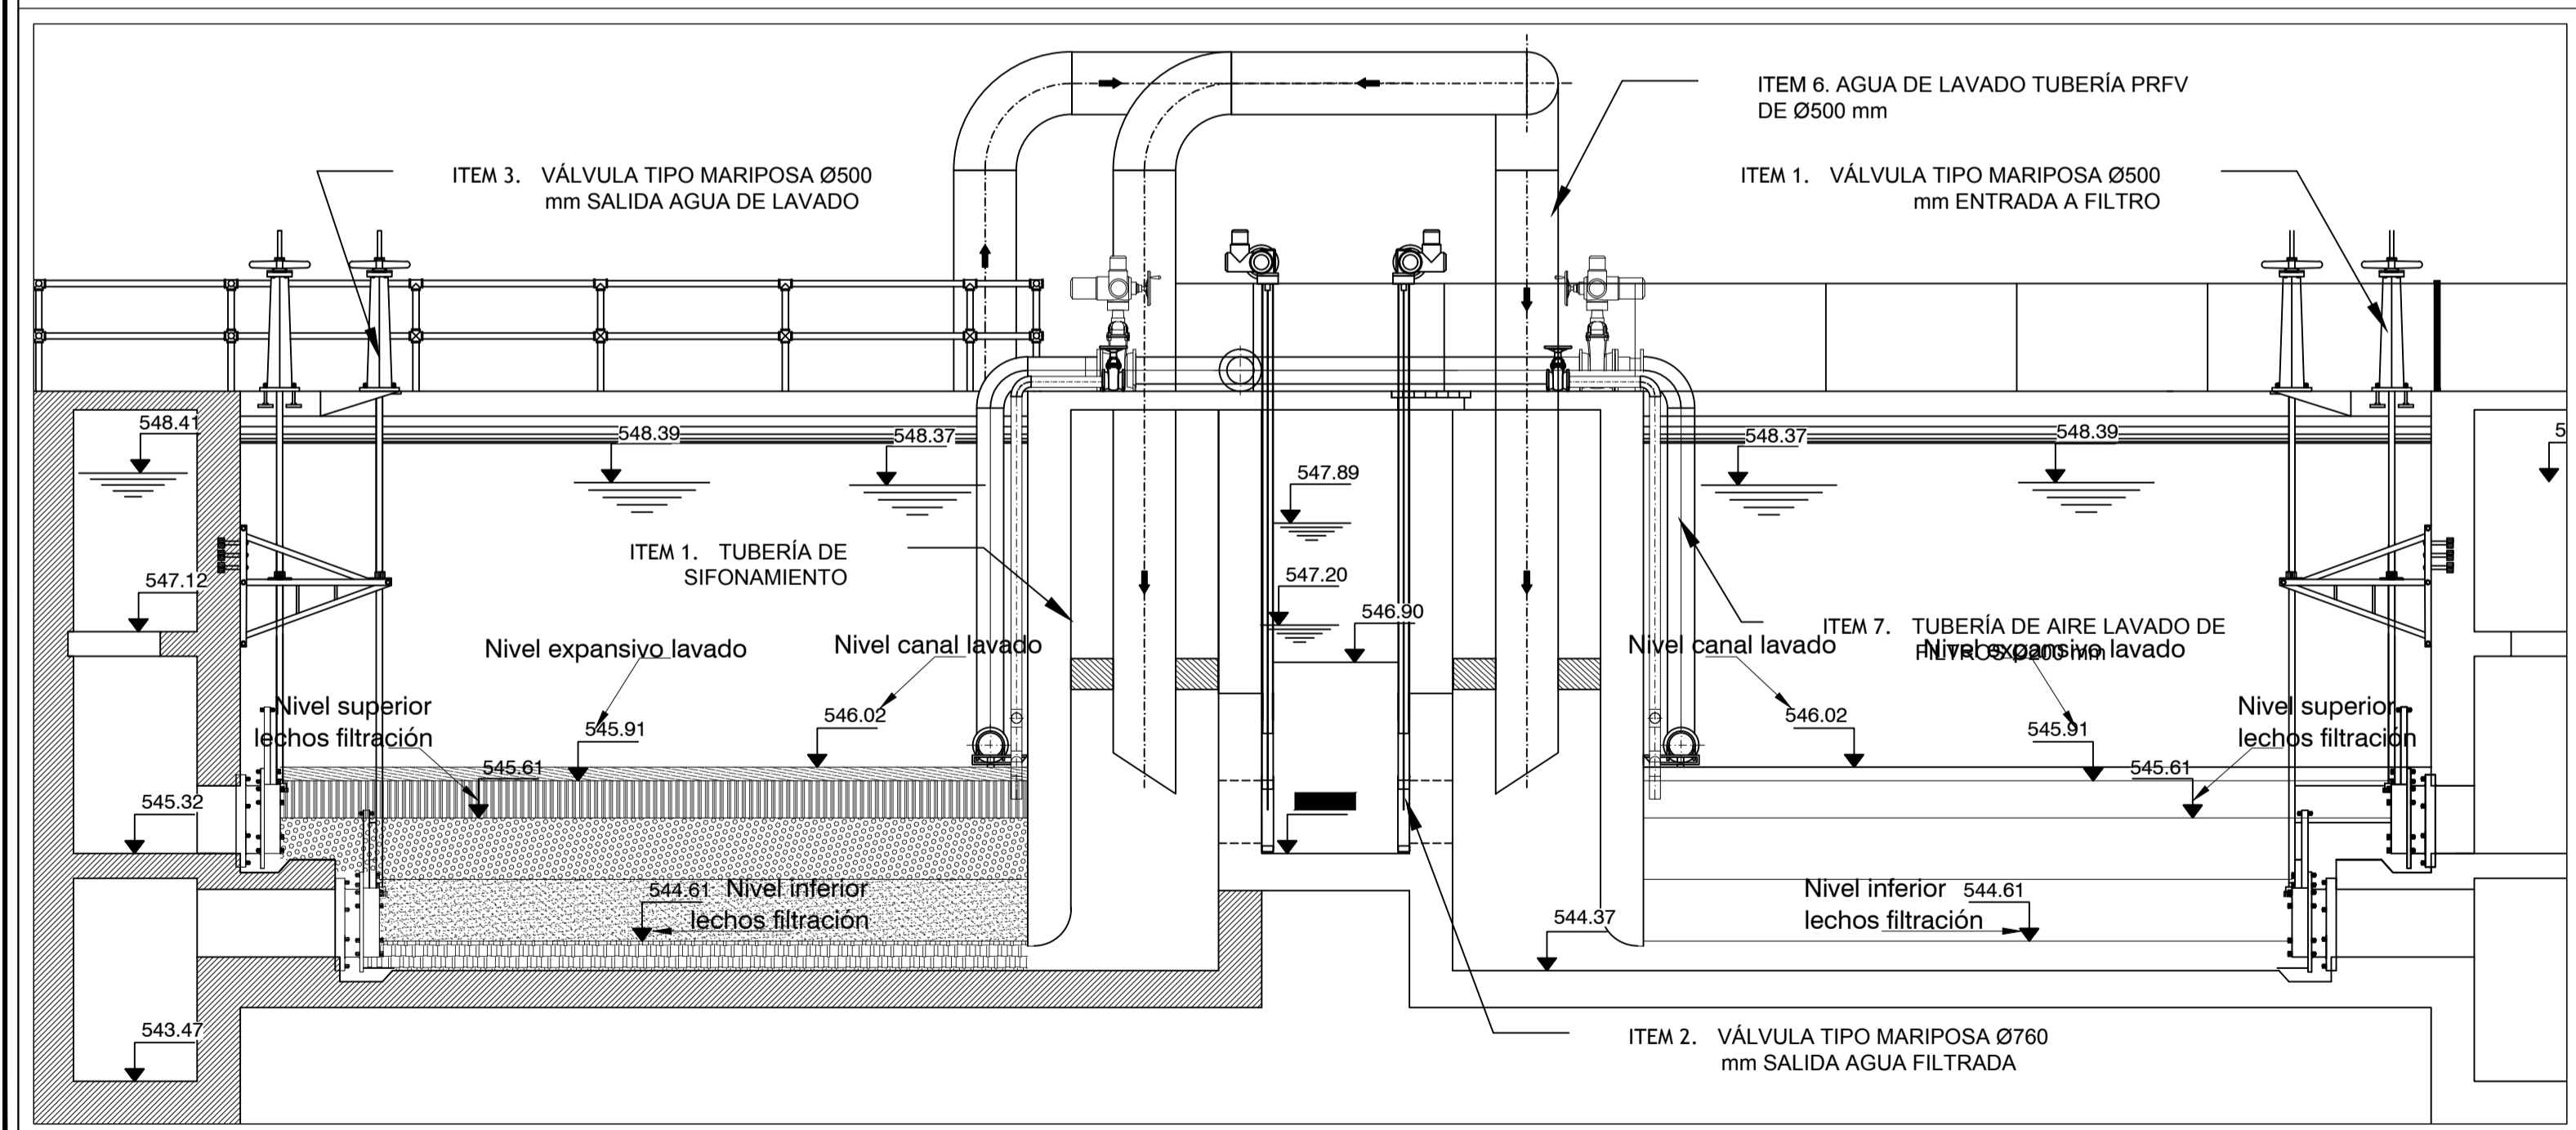 ITEM 6. AGUA DE LAVADO TUBERÍA PRFV
DE Ø500 mm
ITEM 3. VÁLVULA TIPO MARIPOSA Ø500
mm SALIDA AGUA DE LAVADO
ITEM 1. VÁLVULA TIPO MARIPOSA Ø500
mm ENTRADA A FILTRO
548.41
548.39
548.37
548.37
548.39
5
547.89
ITEM 1. TUBERÍA DE
SIFONAMIENTO
547.12
547.20
546.90
ITEM 7. TUBERÍA DE AIRE LAVADO DE
FILTROS Ø200 mm
Nivel expansivo lavado
Nivel canal lavado
Nivel canal lavado
Nivel expansivo lavado
Nivel superior
lechos filtración
545.91
546.02
546.02
545.91
Nivel superior
lechos filtración
545.61
545.61
545.32
544.61 Nivel inferior
lechos filtración
544.37
Nivel inferior 544.61
lechos filtración
543.47
ITEM 2. VÁLVULA TIPO MARIPOSA Ø760
mm SALIDA AGUA FILTRADA